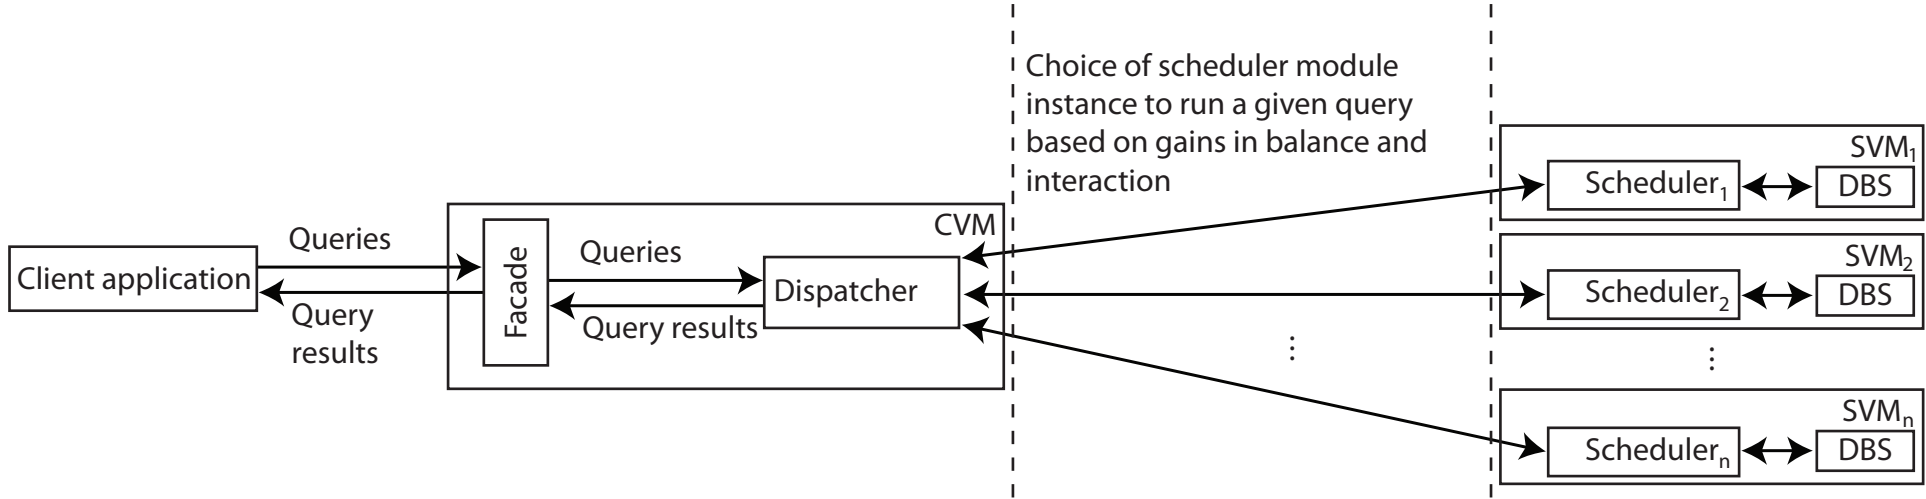 Client application
Queries
Query
results
Facade
Queries
Query results
Dispatcher
CVM
Choice of scheduler module
instance to run a given query
based on gains in balance and
interaction
⋮
SVM1
Scheduler1
DBS
SVM2
Scheduler2
DBS
⋮
SVMn
Schedulern
DBS